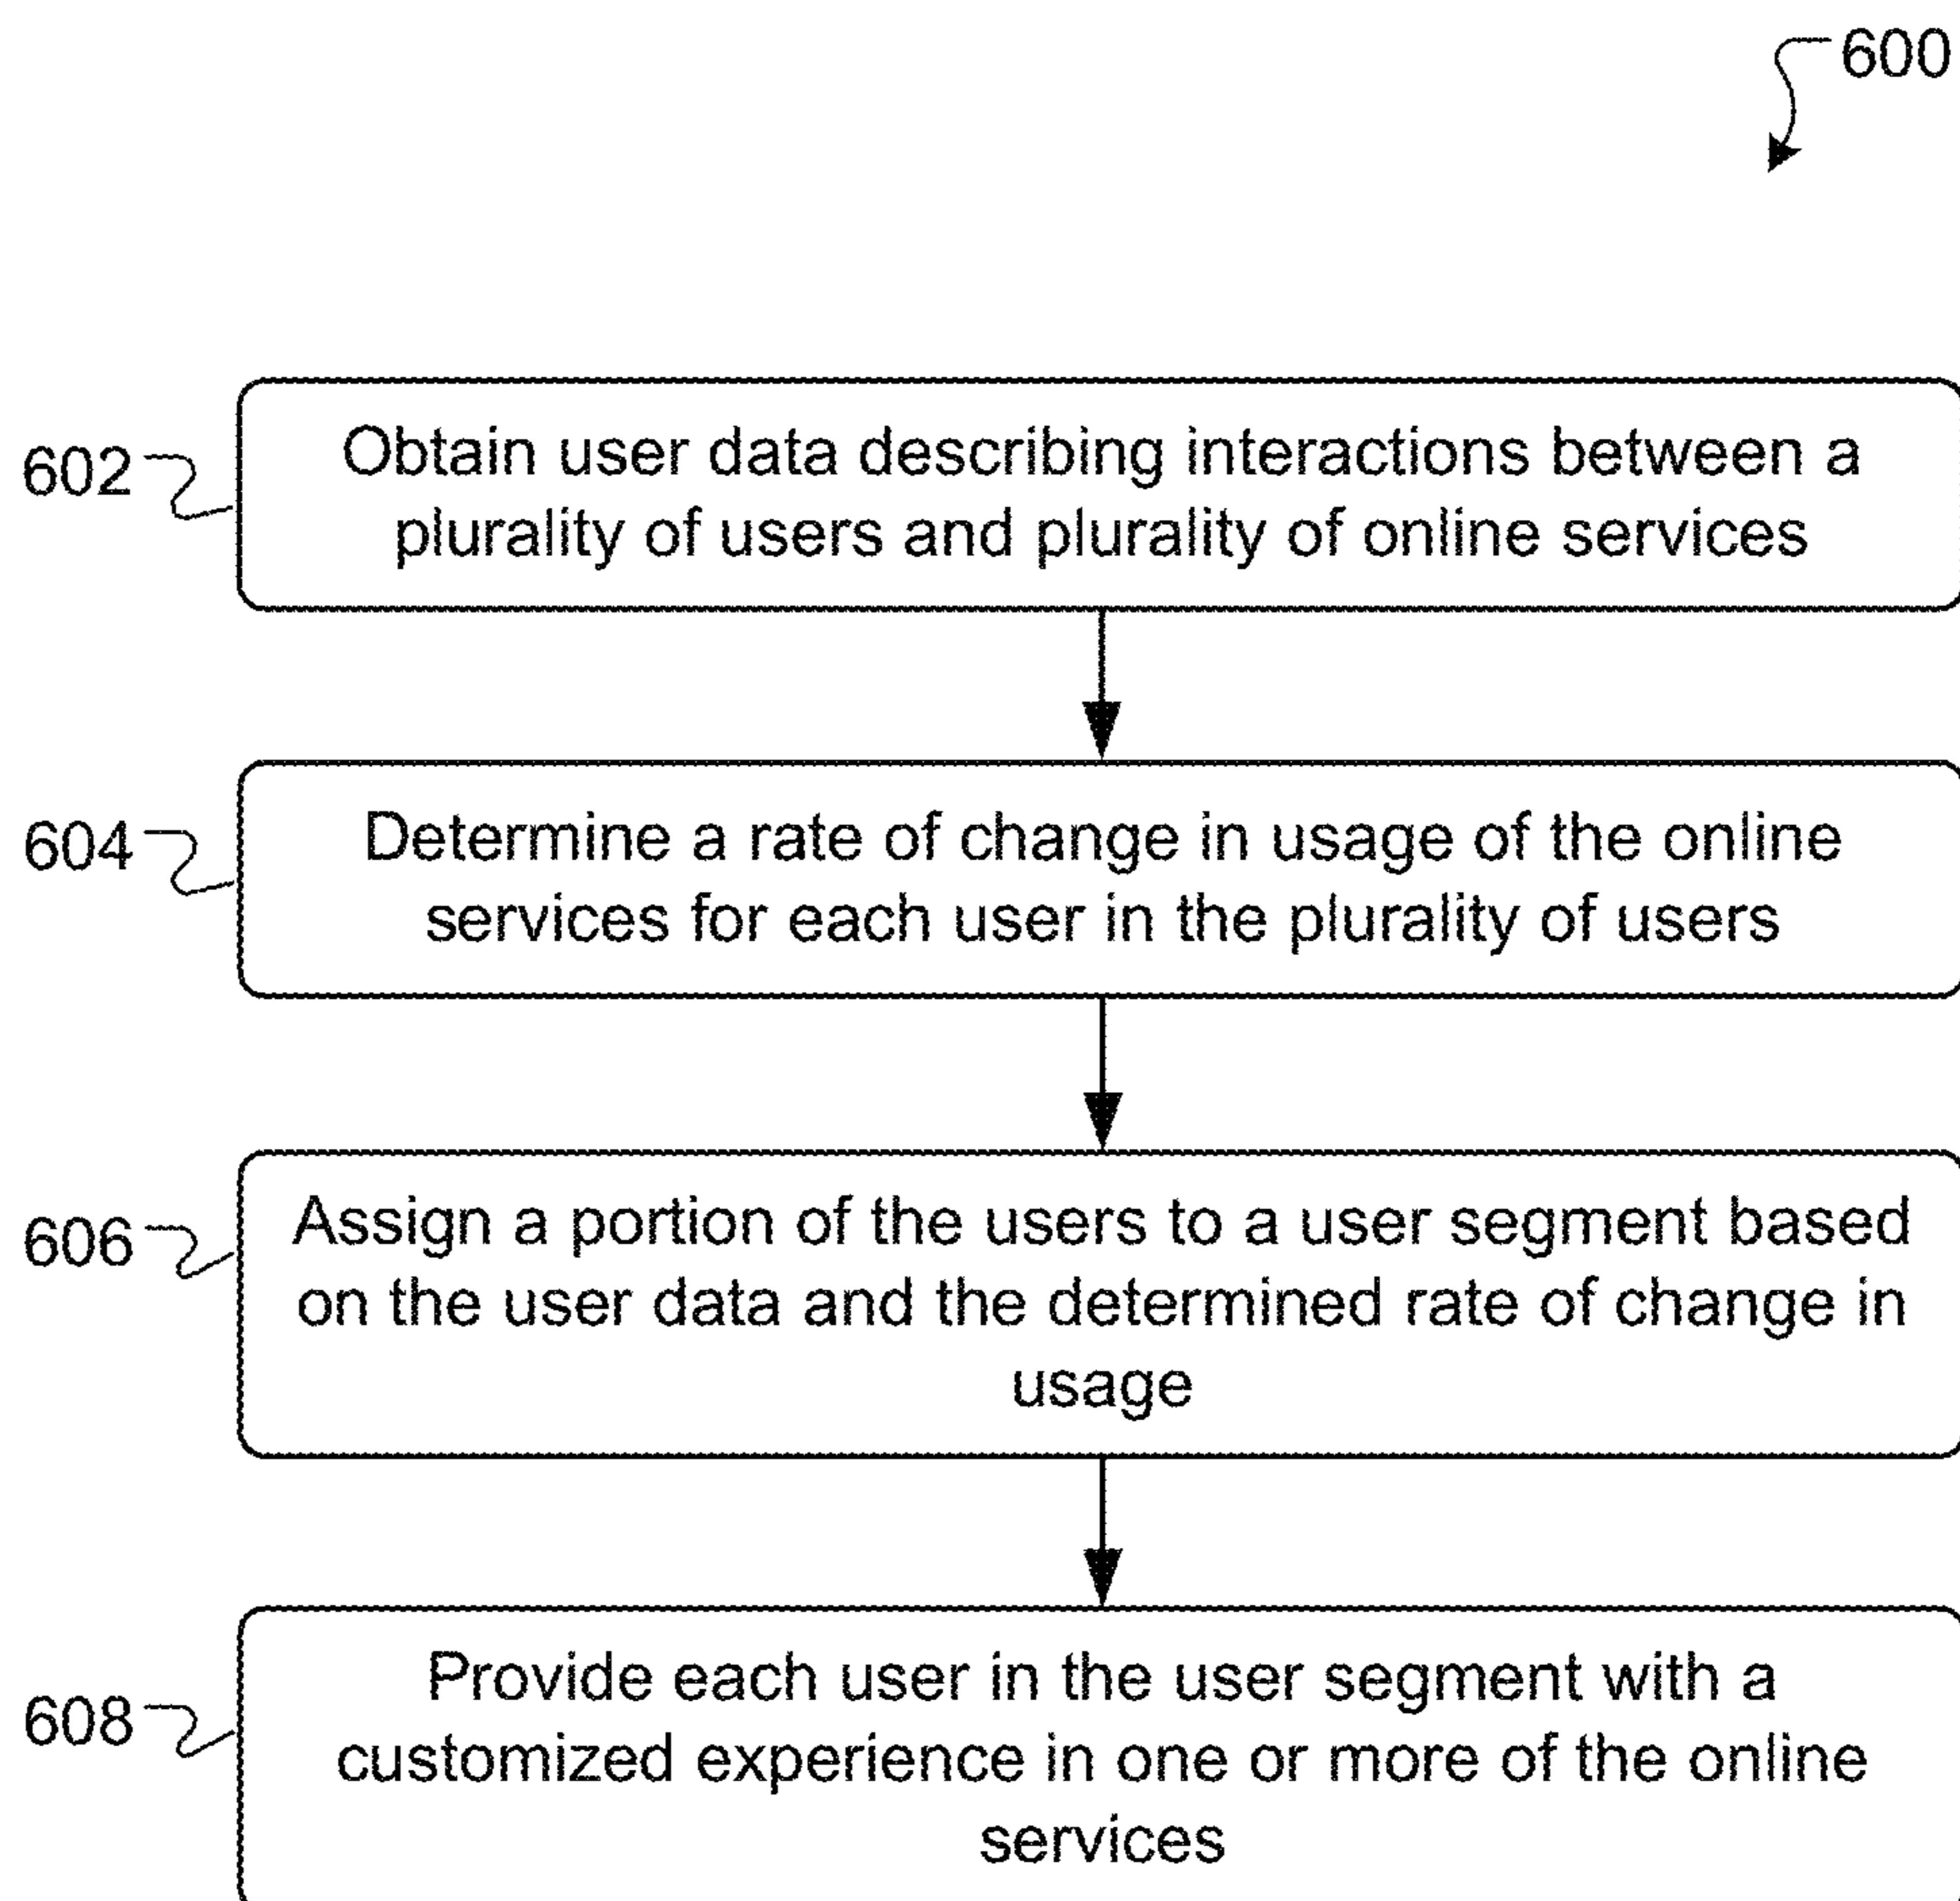 600
602
Obtain user data describing interactions between a
plurality of users and plurality of online services
604
Determine a rate of change in usage of the online
services for each user in the plurality of users
606
Assign a portion of the users to a user segment based
on the user data and the determined rate of change in
usage
608
Provide each user in the user segment with a
customized experience in one or more of the online
services